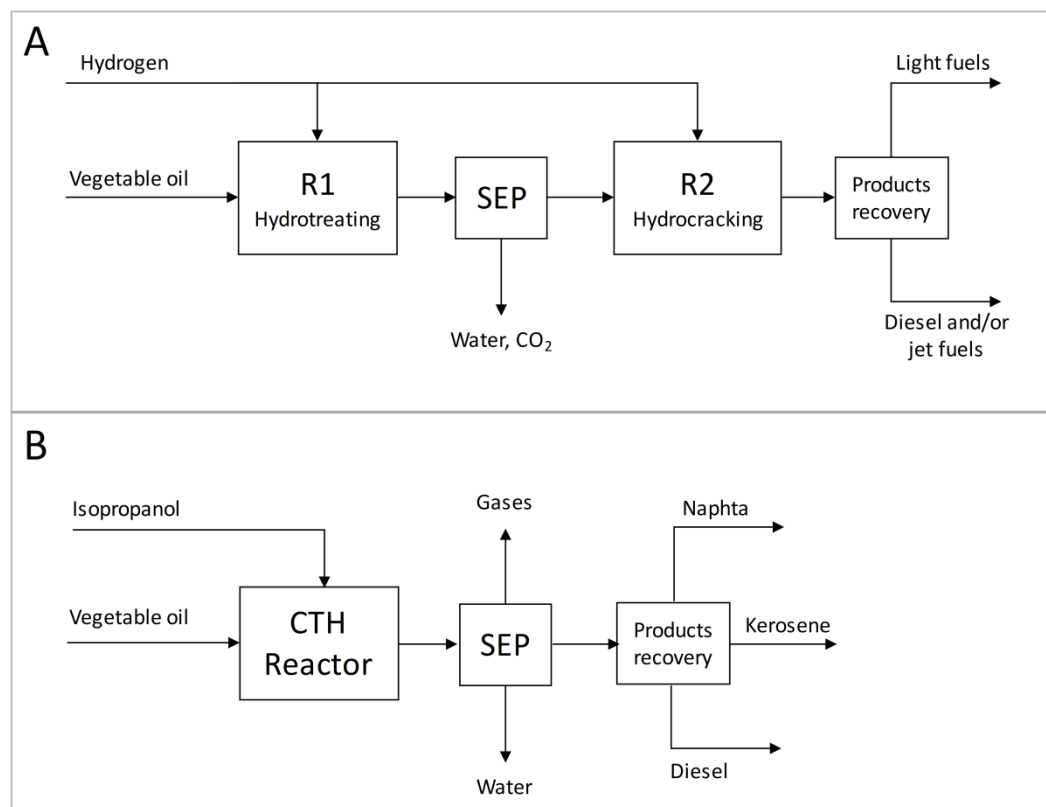 A
Hydrogen
Light fuels
Vegetable oil
R1
Hydrotreating
SEP
R2
Hydrocracking
Products
recovery
Water, CO₂
Diesel and/or
jet fuels
B
Isopropanol
Gases
Naphta
Vegetable oil
CTH
Reactor
SEP
Products
recovery
Kerosene
Water
Diesel